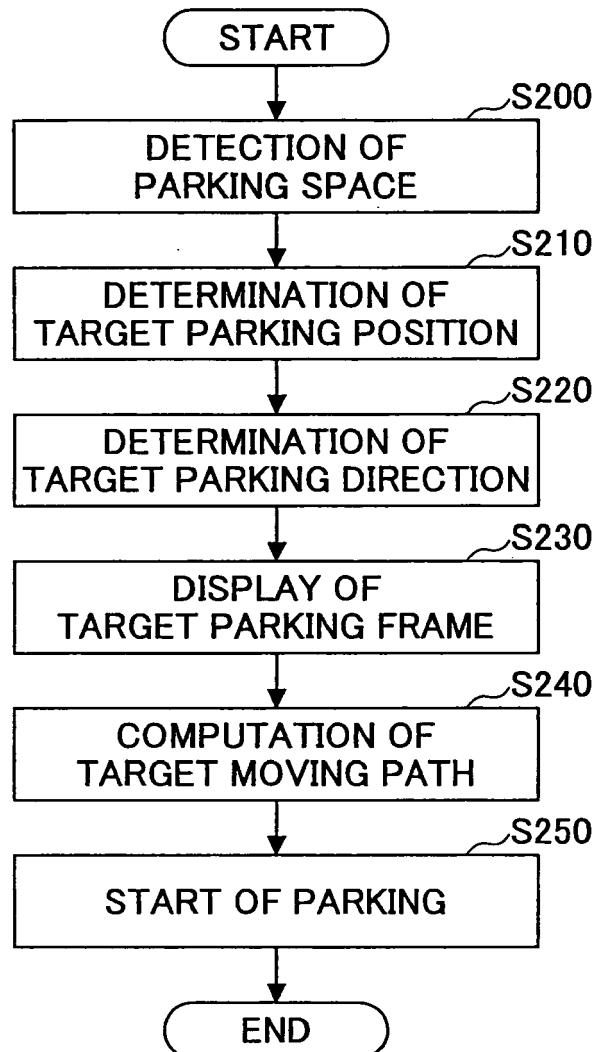 START
S200
DETECTION OF
PARKING SPACE
S210
DETERMINATION OF
TARGET PARKING POSITION
S220
DETERMINATION OF
TARGET PARKING DIRECTION
S230
DISPLAY OF
TARGET PARKING FRAME
S240
COMPUTATION OF
TARGET MOVING PATH
S250
START OF PARKING
END